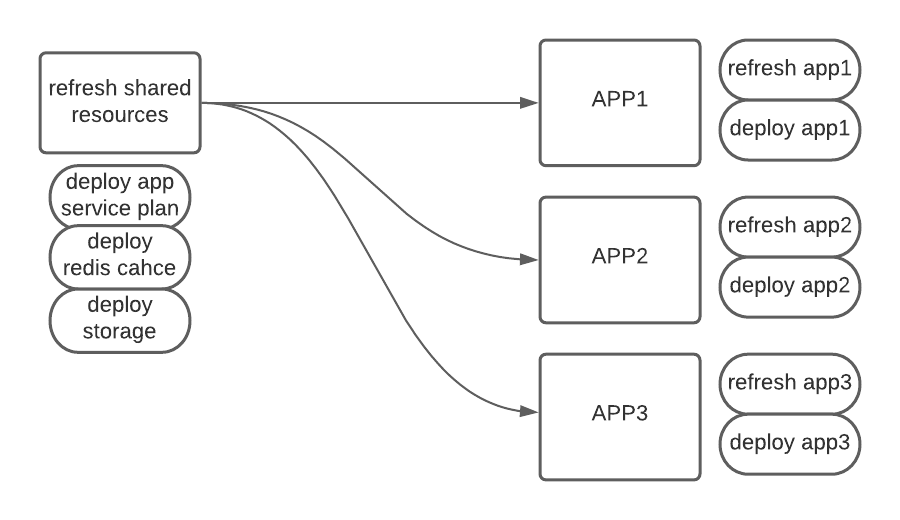 refresh shared
resources
deploy app
service plan
deploy
redis cahce
deploy
storage
APP1
refresh app1
deploy app1
APP2
refresh app2
deploy app2
APP3
refresh app3
deploy app3